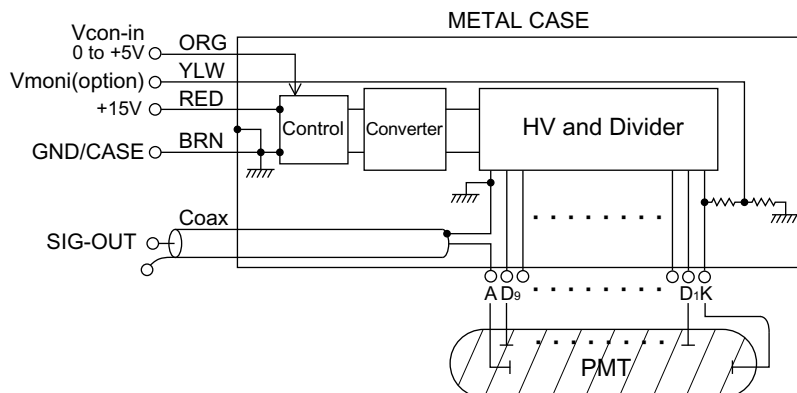 METAL CASE
Vcon-in
0 to +5V
ORG
Vmoni(option)
YLW
+15V
RED
GND/CASE
BRN
Control
Converter
HV and Divider
Coax
SIG-OUT
A D9
D1 K
PMT